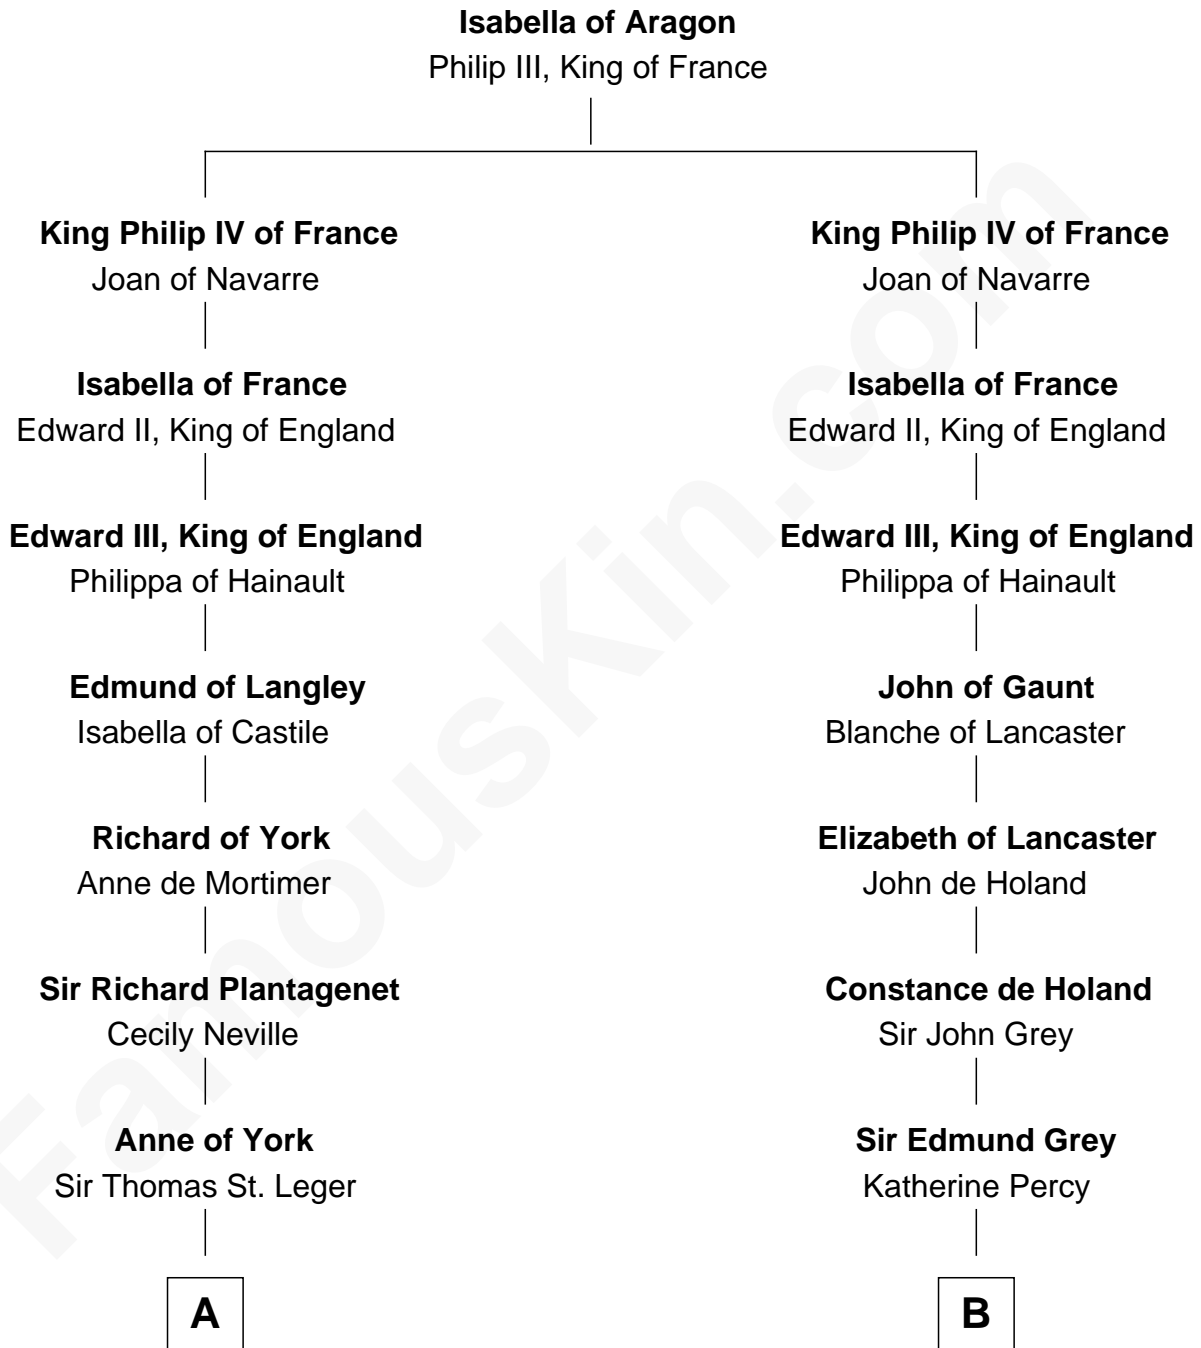 Isabella of Aragon
Philip III, King of France
King Philip IV of France
Joan of Navarre
Isabella of France
Edward II, King of England
Edward III, King of England
Philippa of Hainault
Edmund of Langley
Isabella of Castile
Richard of York
Anne de Mortimer
Sir Richard Plantagenet
Cecily Neville
Anne of York
Sir Thomas St. Leger
A
King Philip IV of France
Joan of Navarre
Isabella of France
Edward II, King of England
Edward III, King of England
Philippa of Hainault
John of Gaunt
Blanche of Lancaster
Elizabeth of Lancaster
John de Holand
Constance de Holand
Sir John Grey
Sir Edmund Grey
Katherine Percy
B
FamousKin.com